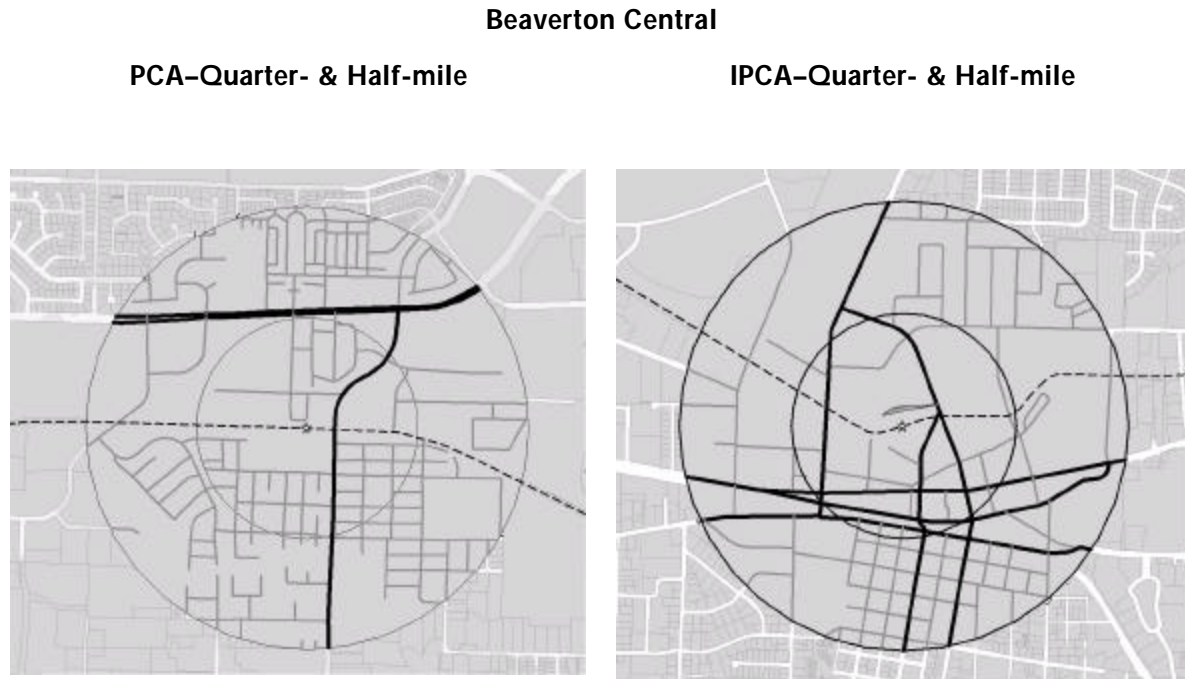 Beaverton Central
PCA–Quarter- & Half-mile
IPCA–Quarter- & Half-mile